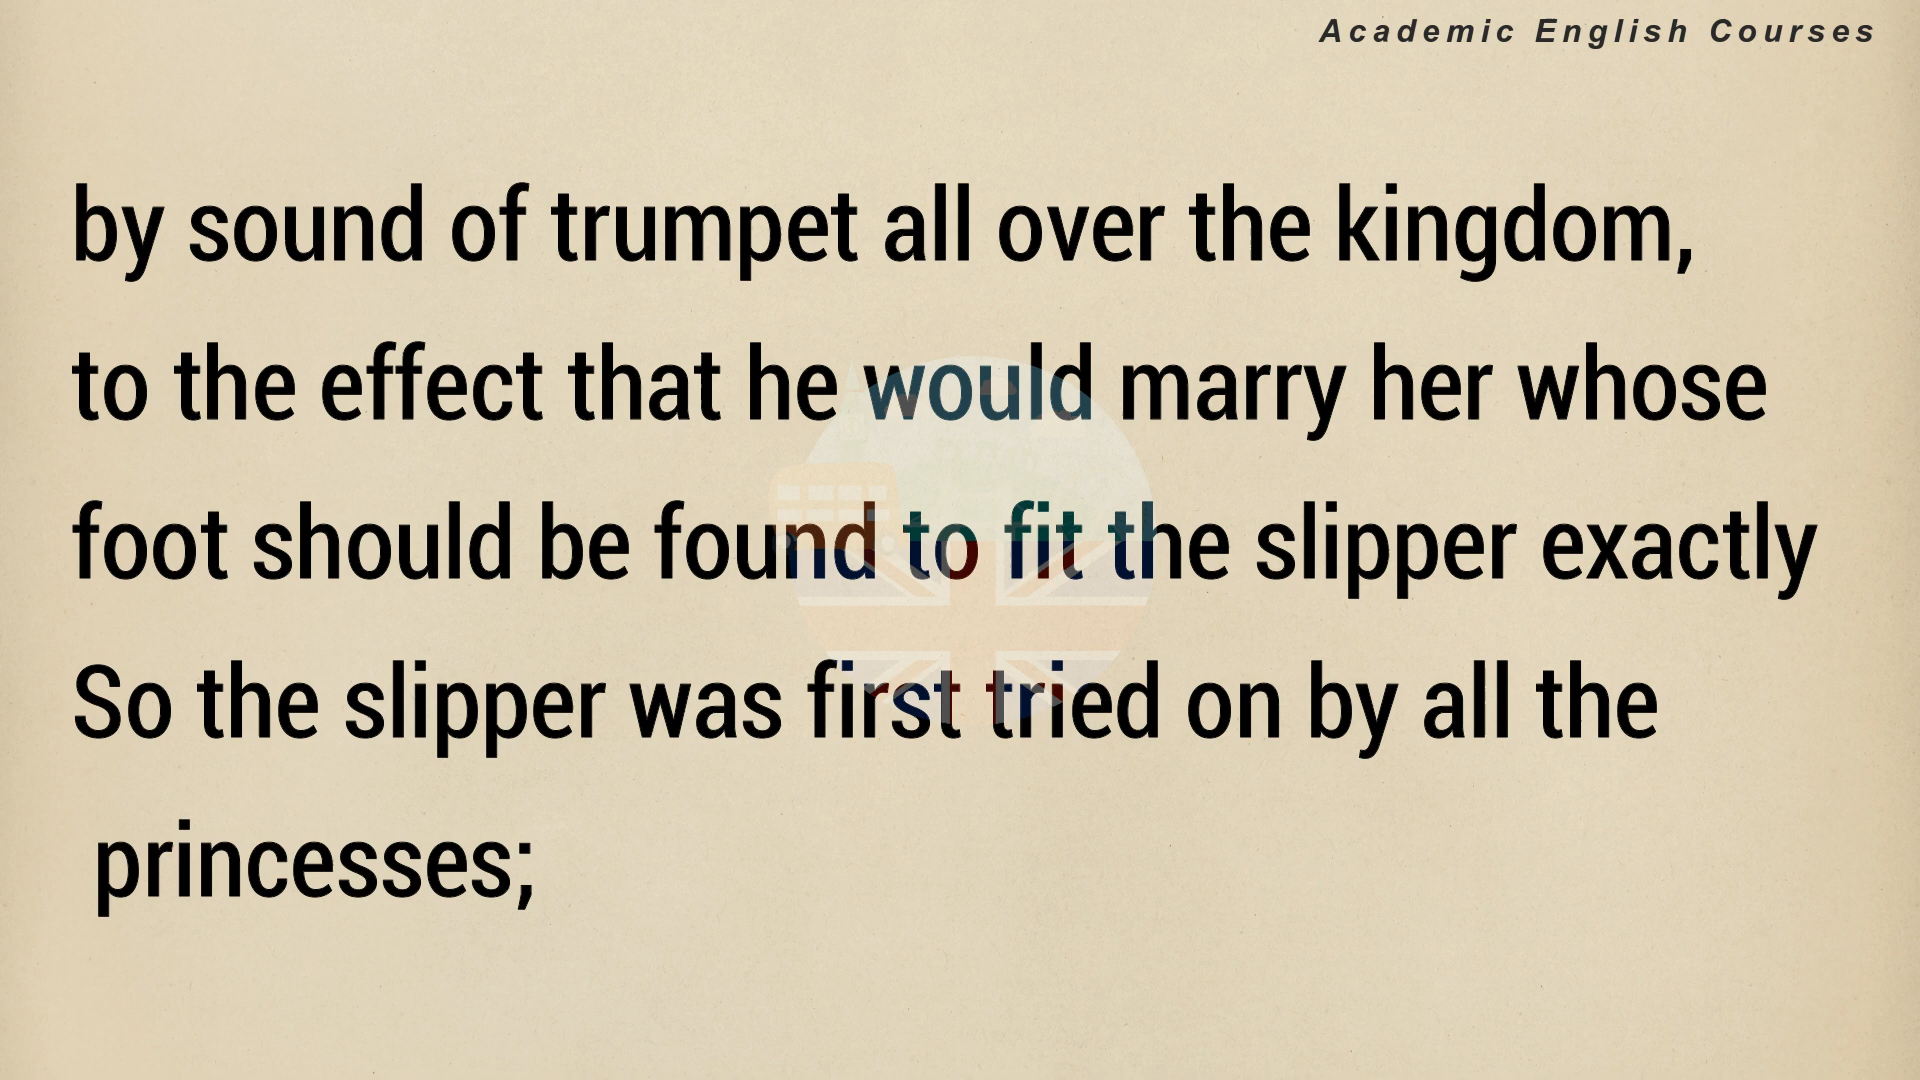 Academic English Courses
by sound of trumpet all over the kingdom,
to the effect that he would marry her whose
foot should be found to fit the slipper exactly
So the slipper was first tried on by all the
princesses;